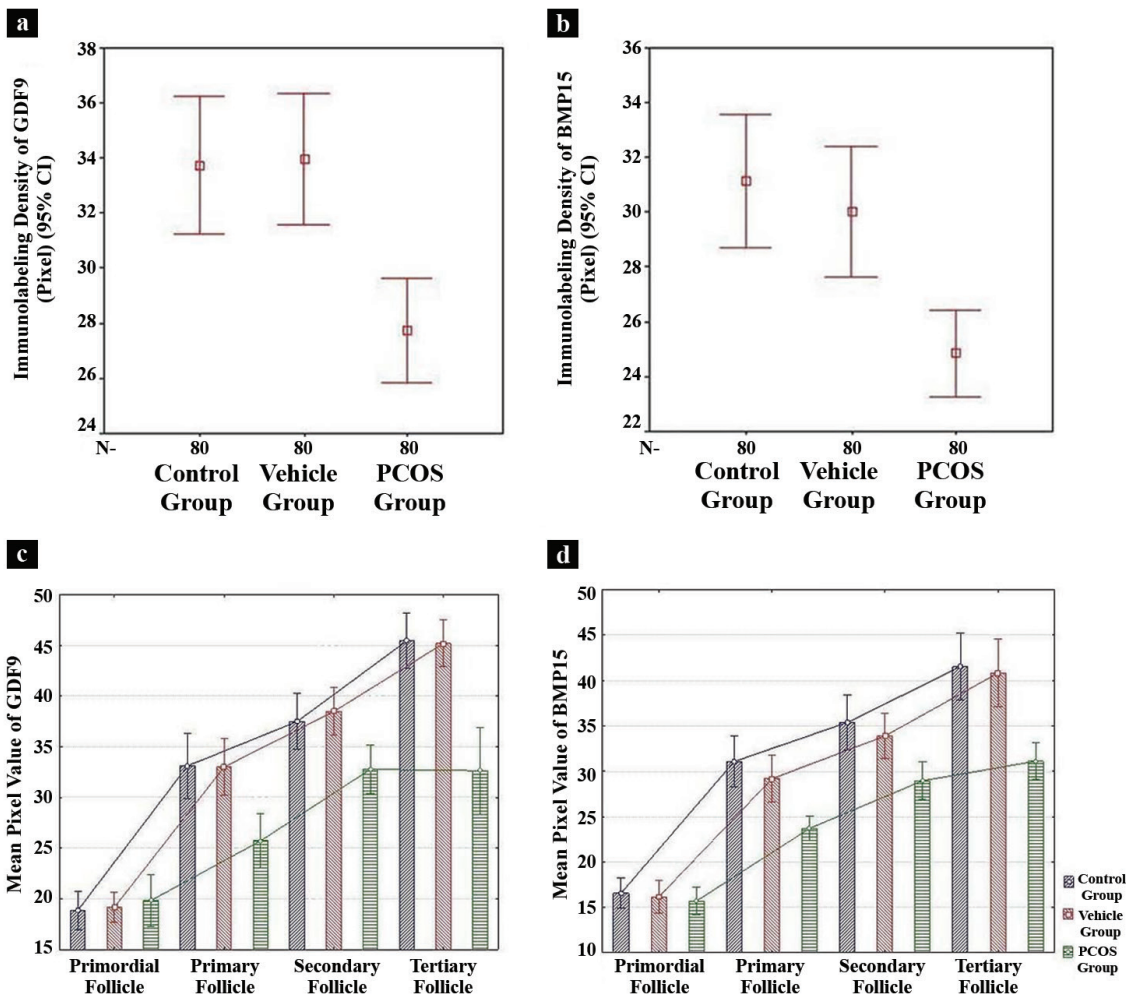 a
Immunolabeling Density of GDF9
(Pixel) (95% CI)
38
36
34
32
30
28
26
24
N-
80
80
80
Control
Group
Vehicle
Group
PCOS
Group
b
Immunolabeling Density of BMP15
(Pixel) (95% CI)
36
34
32
30
28
26
24
22
N-
80
80
80
Control
Group
Vehicle
Group
PCOS
Group
c
Mean Pixel Value of GDF9
50
45
40
35
30
25
20
15
Primordial
Follicle
Primary
Follicle
Secondary
Follicle
Tertiary
Follicle
d
Mean Pixel Value of BMP15
50
45
40
35
30
25
20
15
10
Primordial
Follicle
Primary
Follicle
Secondary
Follicle
Tertiary
Follicle
Control
Group
Vehicle
Group
PCOS
Group